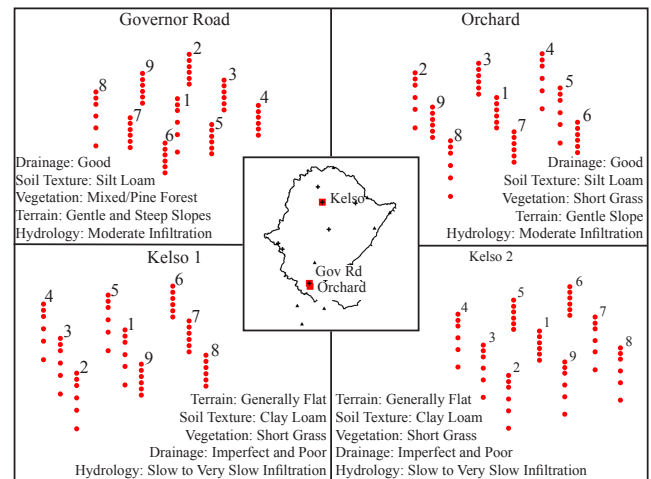 Governor Road
2
9
3
8
1
4
7
5
6
Drainage: Good
Soil Texture: Silt Loam
Vegetation: Mixed/Pine Forest
Terrain: Gentle and Steep Slopes
Hydrology: Moderate Infiltration
Orchard
4
3
2
5
1
9
6
8
7
Drainage: Good
Soil Texture: Silt Loam
Vegetation: Short Grass
Terrain: Gentle Slope
Hydrology: Moderate Infiltration
Kelso
Gov Rd
Orchard
Kelso 1
6
5
4
7
1
3
8
9
2
Terrain: Generally Flat
Soil Texture: Clay Loam
Vegetation: Short Grass
Drainage: Imperfect and Poor
Hydrology: Slow to Very Slow Infiltration
Kelso 2
6
5
4
7
1
3
8
9
2
Terrain: Generally Flat
Soil Texture: Clay Loam
Vegetation: Short Grass
Drainage: Imperfect and Poor
Hydrology: Slow to Very Slow Infiltration